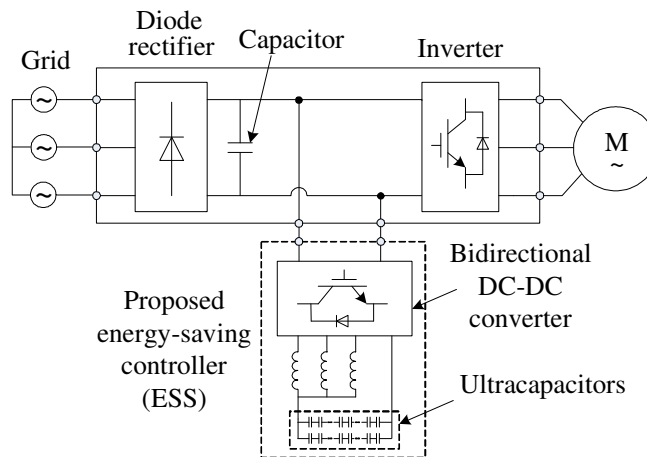 Diode
rectifier
Capacitor
Inverter
Grid
~
~
~
M
~
Bidirectional
DC-DC
converter
Proposed
energy-saving
controller
(ESS)
Ultracapacitors